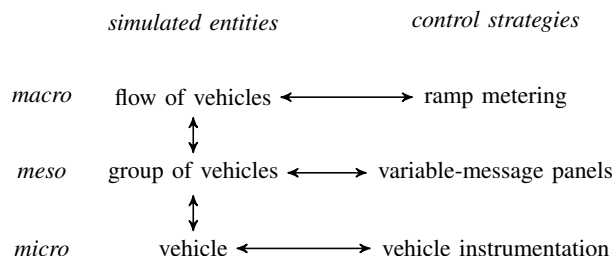 simulated entities control strategies
macro flow of vehicles ramp metering
meso group of vehicles variable-message panels
micro vehicle vehicle instrumentation